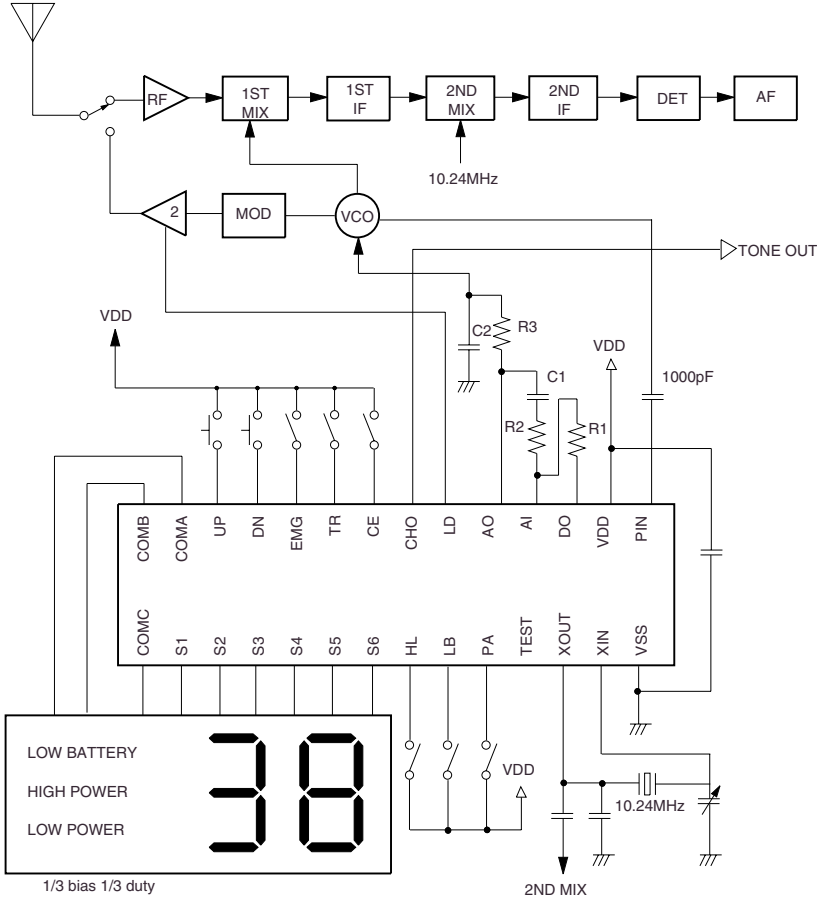 RF
1ST
MIX
1ST
IF
2ND
MIX
2ND
IF
DET
AF
10.24MHz
2
MOD
VCO
TONE OUT
VDD
C2
R3
VDD
C1
1000pF
R2
R1
COMB
COMA
UP
DN
EMG
TR
CE
CHO
LD
AO
AI
DO
VDD
PIN
COMC
S1
S2
S3
S4
S5
S6
HL
LB
PA
TEST
XOUT
XIN
VSS
LOW BATTERY
HIGH POWER
LOW POWER
38
VDD
10.24MHz
2ND MIX
1/3 bias 1/3 duty